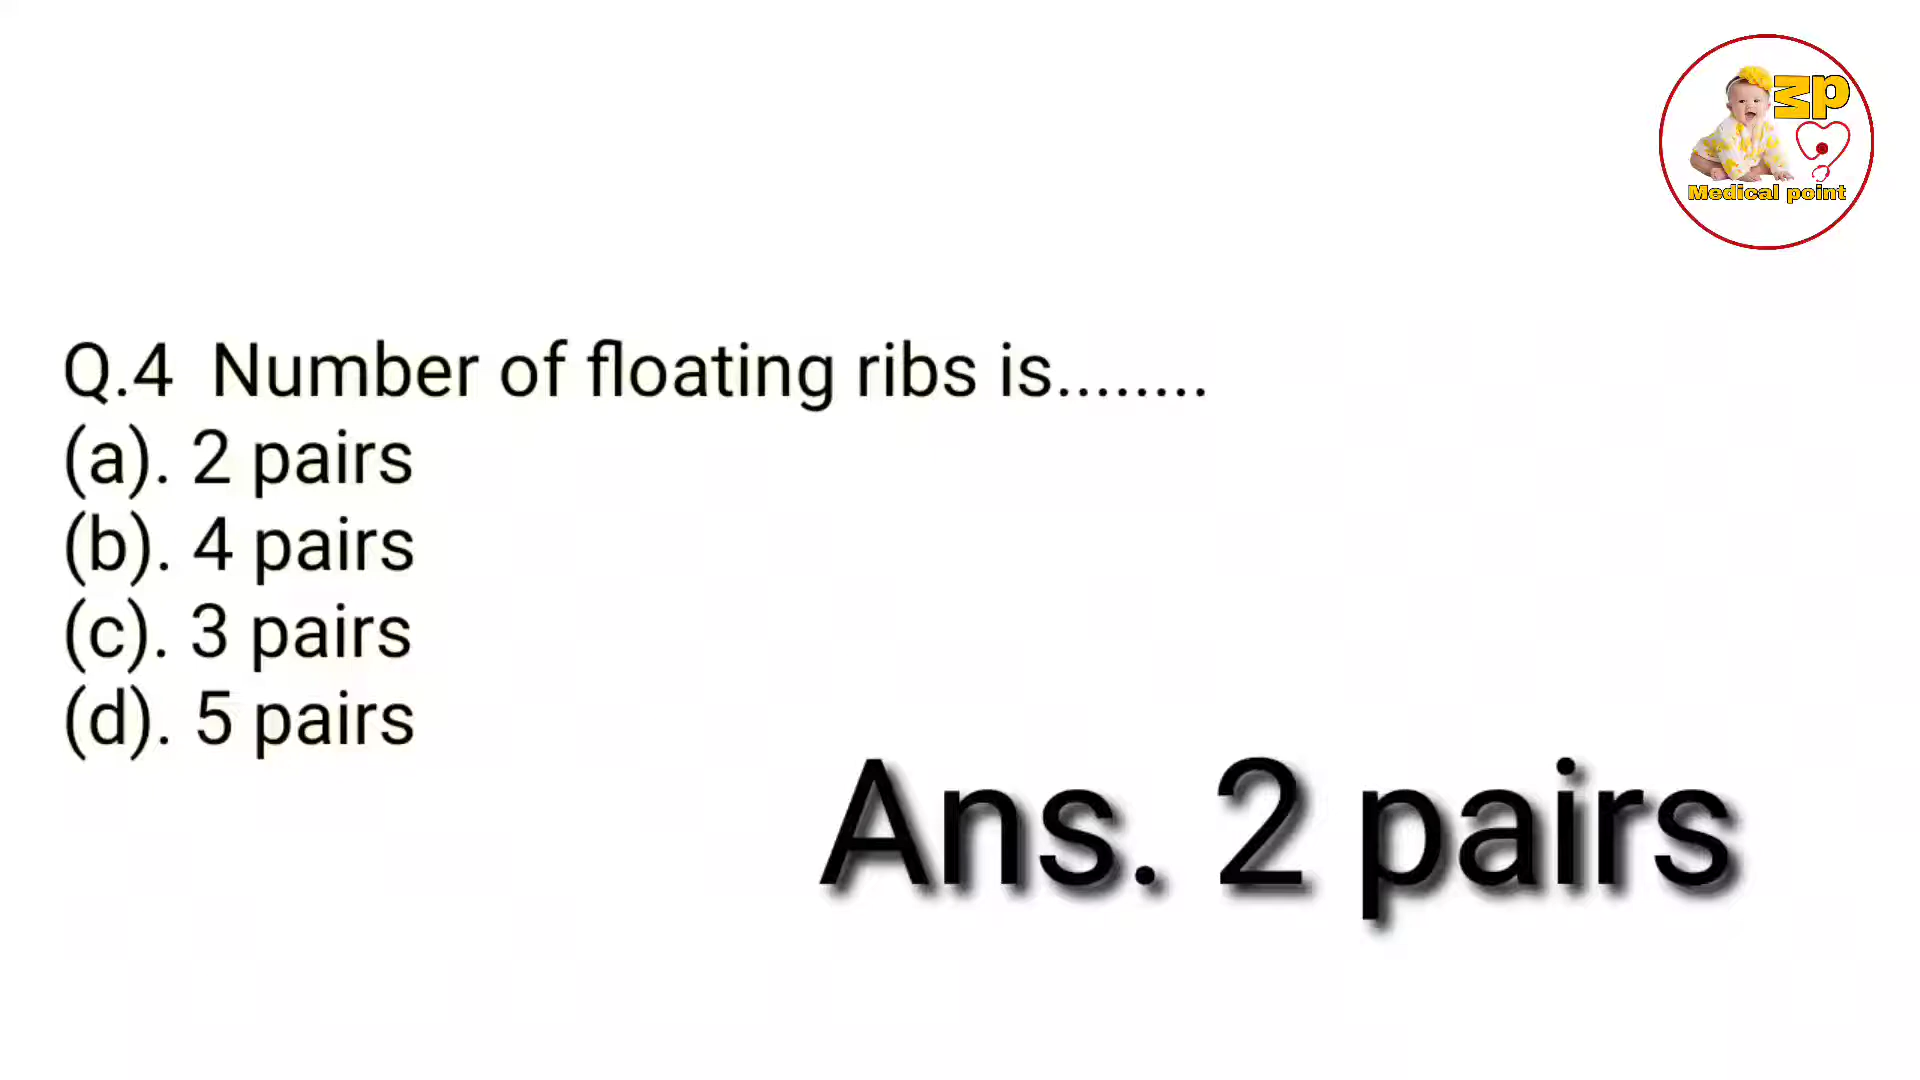 Mp
Medical point
Q.4 Number of floating ribs is........
(a). 2 pairs
(b). 4 pairs
(c). 3 pairs
(d). 5 pairs
Ans. 2 pairs